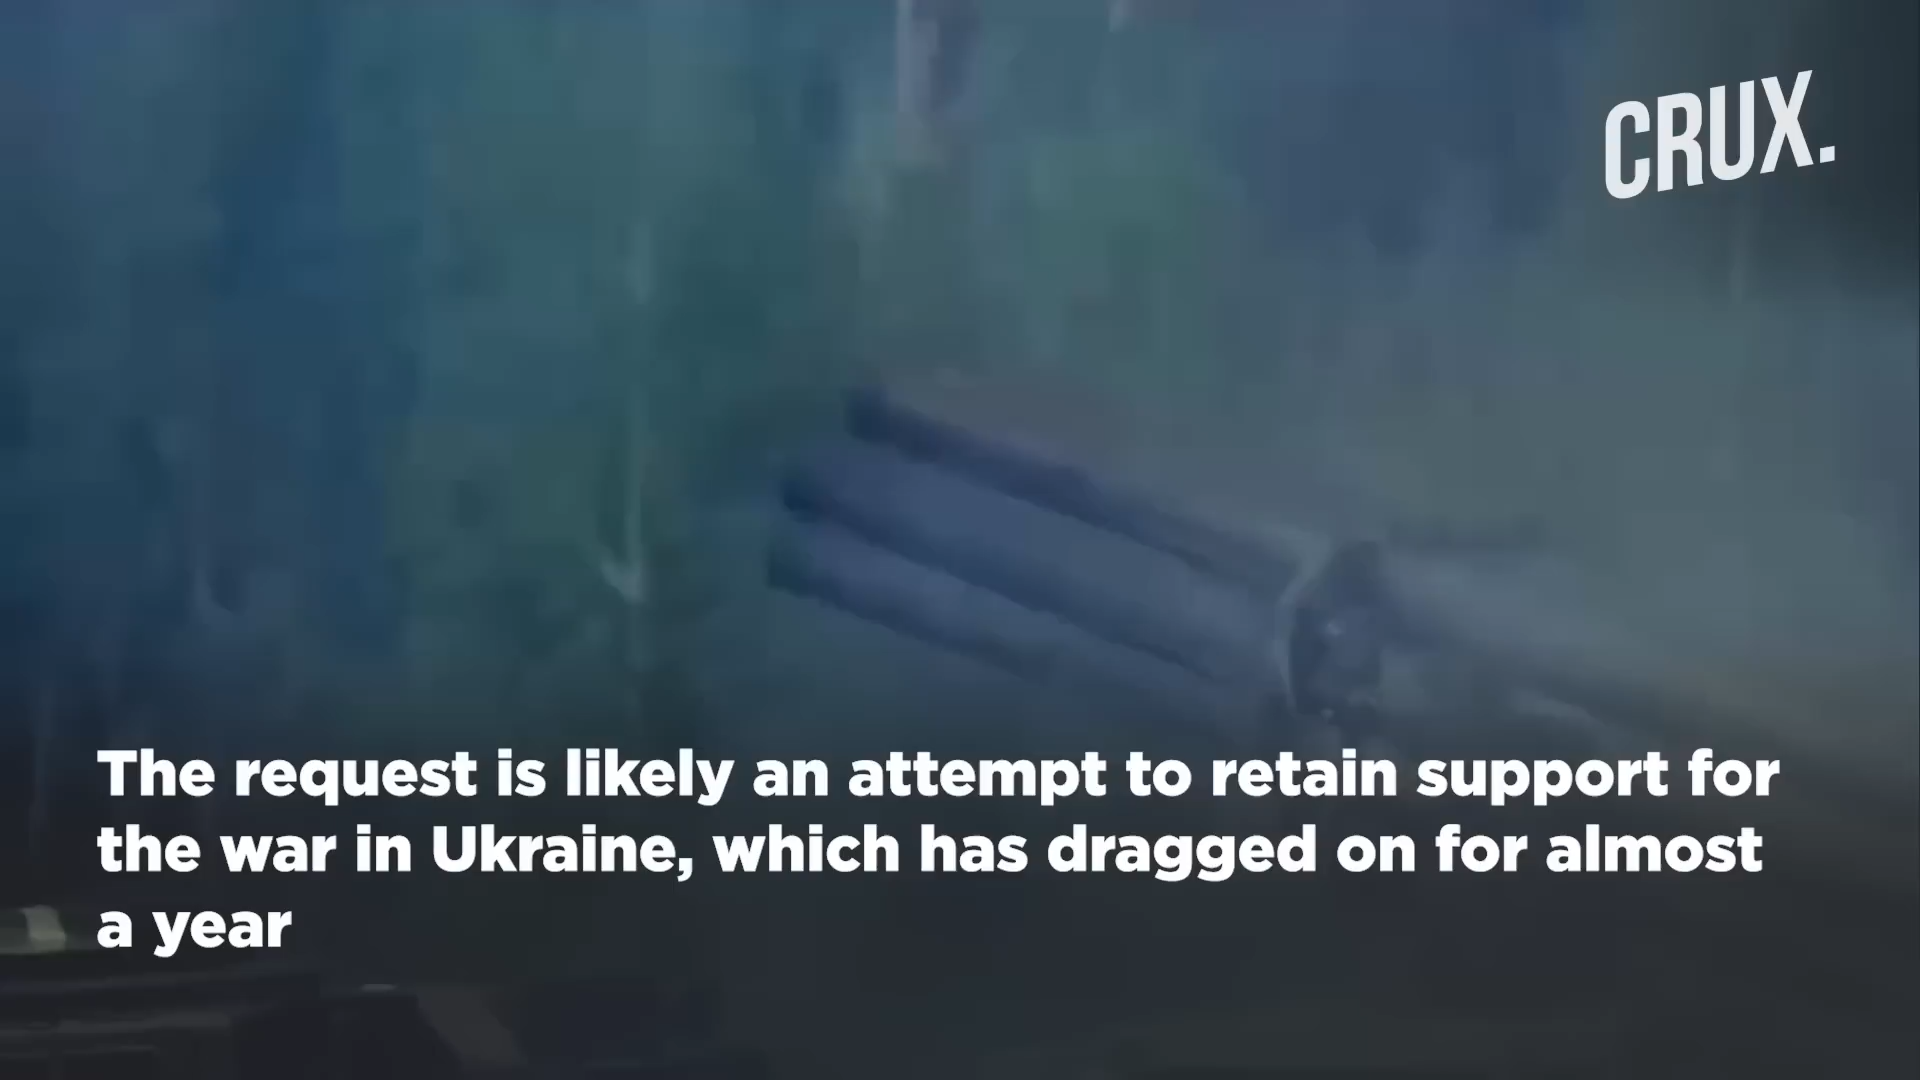 CRUX.
The request is likely an attempt to retain support for
the war in Ukraine, which has dragged on for almost
a year